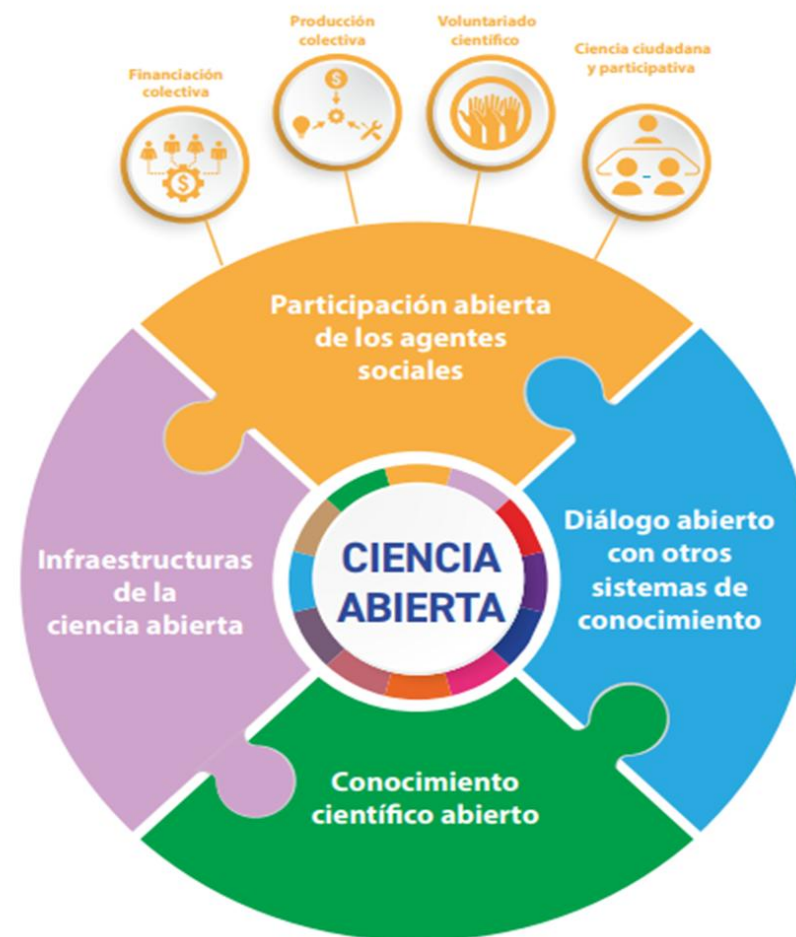 Producción
colectiva
Voluntariado
científico
Financiación
colectiva
Ciencia ciudadana
y participativa
Participación abierta
de los agentes
sociales
Infraestructuras
de la
ciencia abierta
CIENCIA
ABIERTA
Diálogo abierto
con otros
sistemas de
conocimiento
Conocimiento
científico abierto